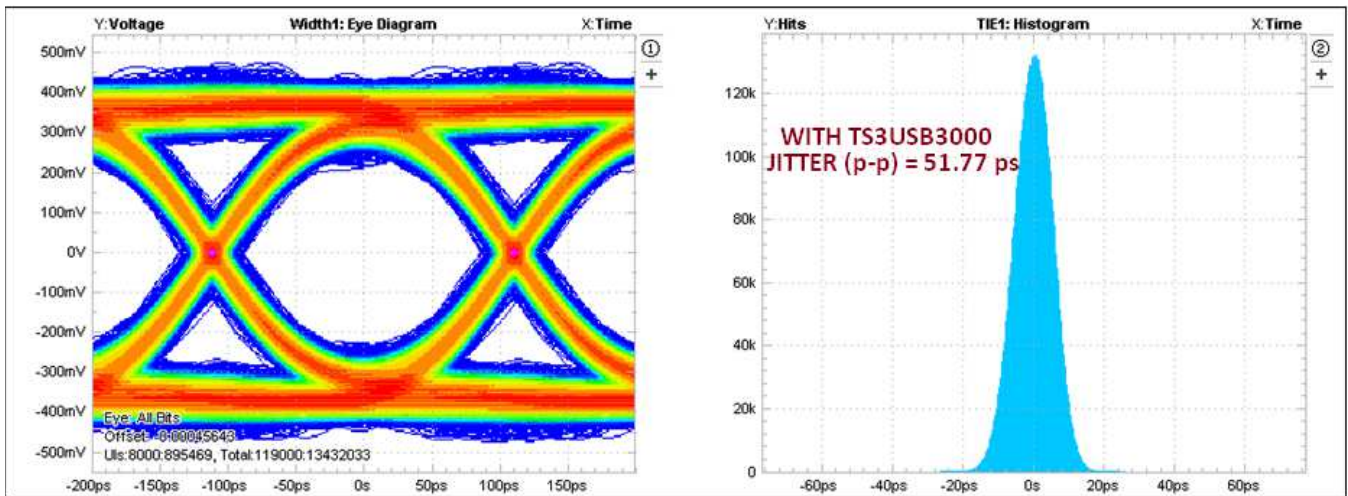 Y:Voltage Width1: Eye Diagram X:Time
500mV
400mV
300mV
200mV
100mV
0V
-100mV
-200mV
-300mV
-400mV
-500mV
Eye: All Bits
Offset: -0.00045643
UIs:8000:895469, Total:119000:13432033
-200ps -150ps -100ps -50ps 0s 50ps 100ps 150ps
1
+
Y:Hits TIE1: Histogram X:Time
120k
100k
80k
60k
40k
20k
0
WITH TS3USB3000
JITTER (p-p) = 51.77 ps
-60ps -40ps -20ps 0s 20ps 40ps 60ps
2
+